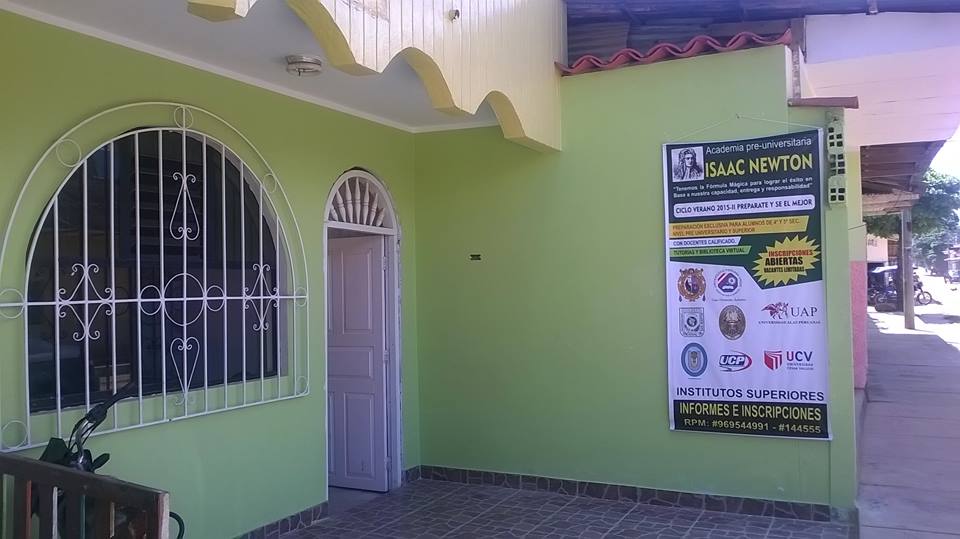 Academia pre-universitaria
ISAAC NEWTON
"Tenemos la Fórmula Mágica para lograr el éxito en
Base a nuestra capacidad, entrega y responsabilidad"
CICLO VERANO 2015-II PREPARATE Y SE EL MEJOR
PREPARACIÓN EXCLUSIVA PARA ALUMNOS DE 4° Y 5° SEC.
NIVEL PRE UNIVERSITARIO Y SUPERIOR
CON DOCENTES CALIFICADO.
TUTORIAS Y BIBLIOTECA VIRTUAL
INSCRIPCIONES
ABIERTAS
VACANTES LIMITADAS
UAP
UNIVERSIDAD ALAS PERUANAS
UCP
UCV
UNIVERSIDAD
CÉSAR VALLEJO
INSTITUTOS SUPERIORES
INFORMES E INSCRIPCIONES
RPM: #969544991 - #144555